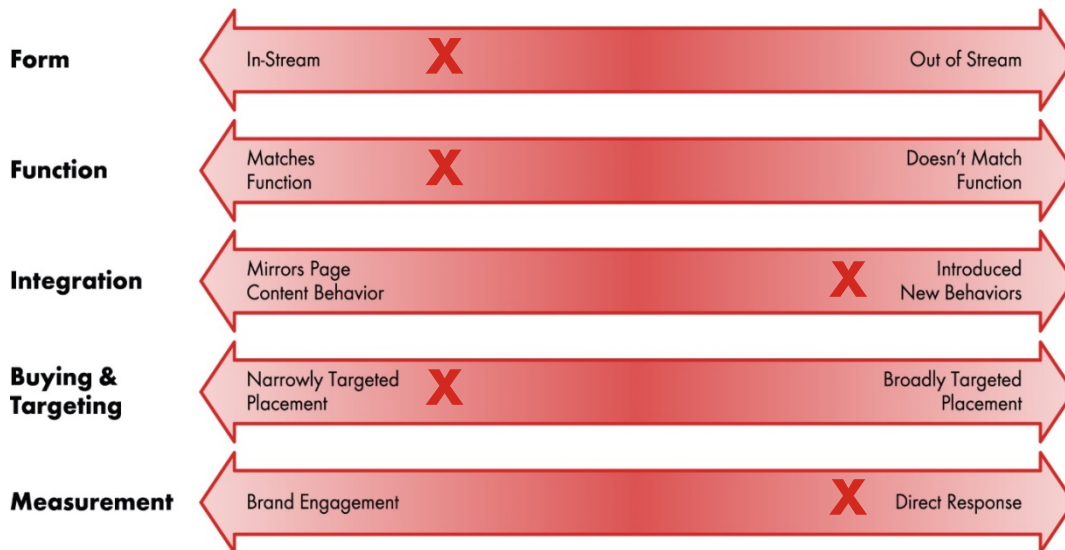 Form
In-Stream
X
Out of Stream
Function
Matches
Function
X
Doesn't Match
Function
Integration
Mirrors Page
Content Behavior
X
Introduced
New Behaviors
Buying &
Targeting
Narrowly Targeted
Placement
X
Broadly Targeted
Placement
Measurement
Brand Engagement
X
Direct Response